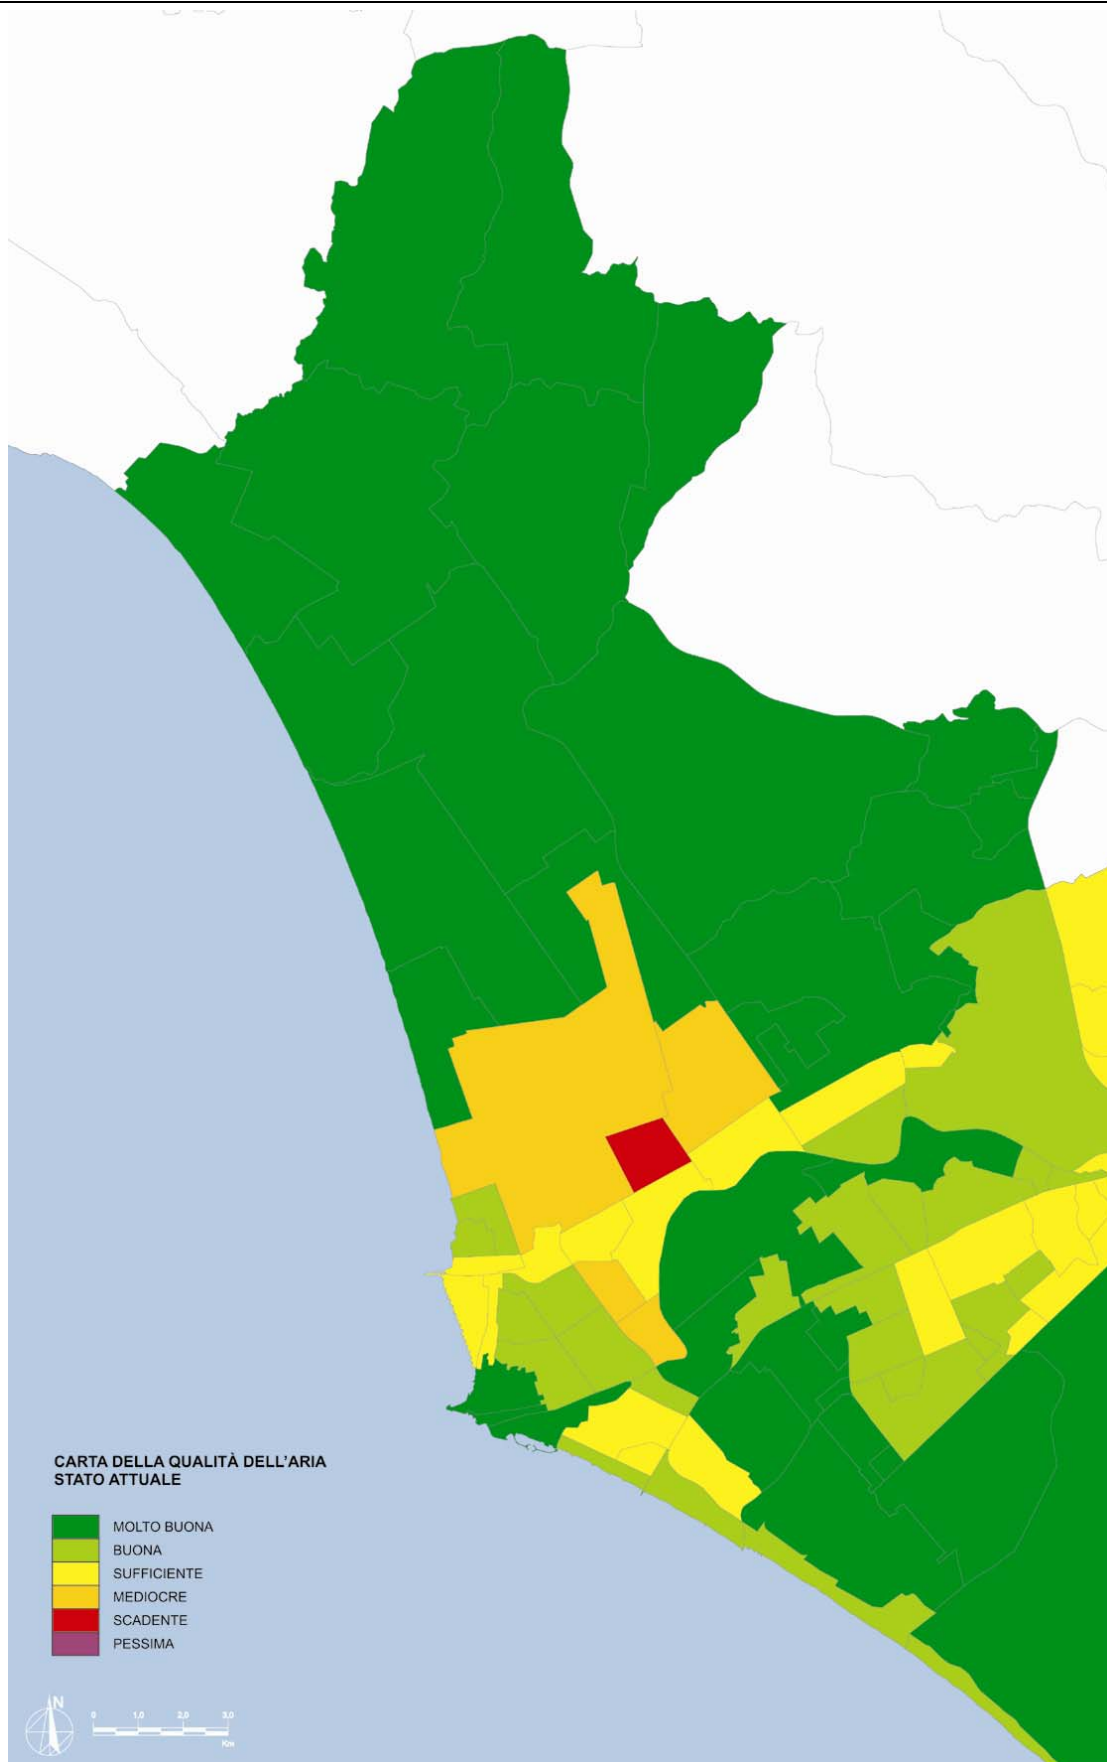 CARTA DELLA QUALITÀ DELL'ARIA
STATO ATTUALE
MOLTO BUONA
BUONA
SUFFICIENTE
MEDIOCRE
SCADENTE
PESSIMA
N
0 1,0 2,0 3,0
Km